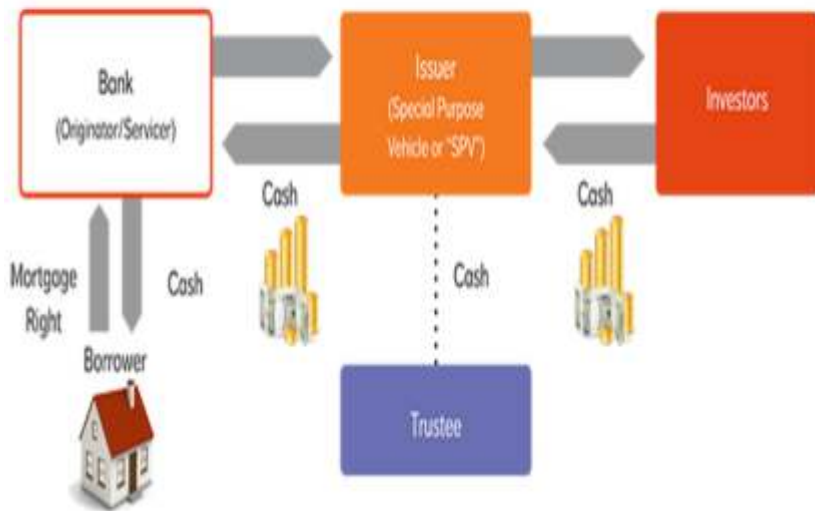 Bank
(Originator/Servicer)
Issuer
(Special Purpose
Vehicle or "SPV")
Investors
Cash
Cash
Mortgage
Right
Cash
Cash
Borrower
Trustee